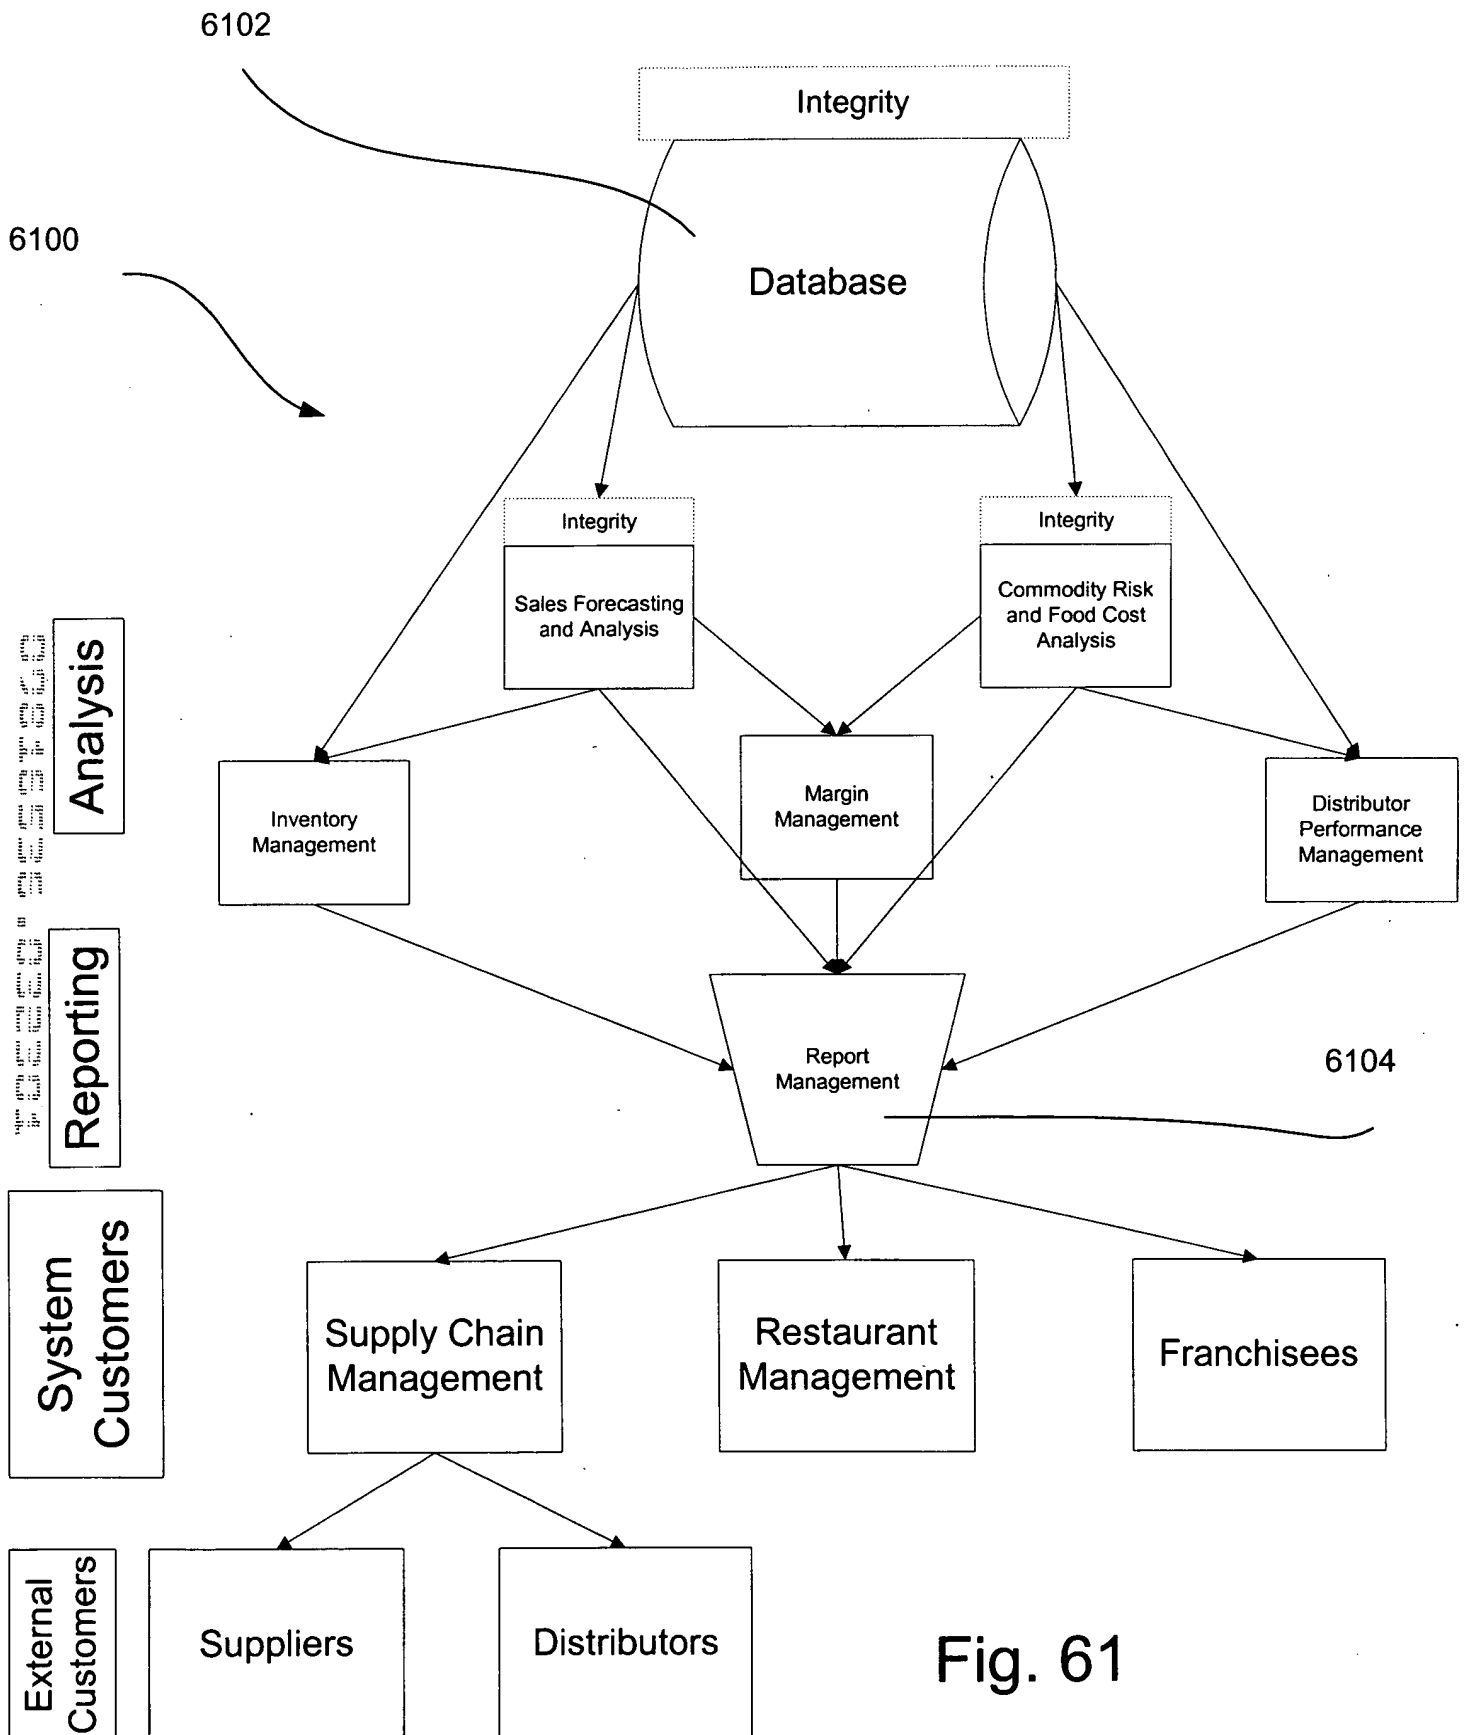 6102
Integrity
6100
Database
Integrity
Integrity
Sales Forecasting
and Analysis
Commodity Risk
and Food Cost
Analysis
Analysis
Margin
Management
Inventory
Management
Distributor
Performance
Management
Reporting
Report
Management
6104
System
Customers
Supply Chain
Management
Restaurant
Management
Franchisees
External
Customers
Suppliers
Distributors
Fig. 61